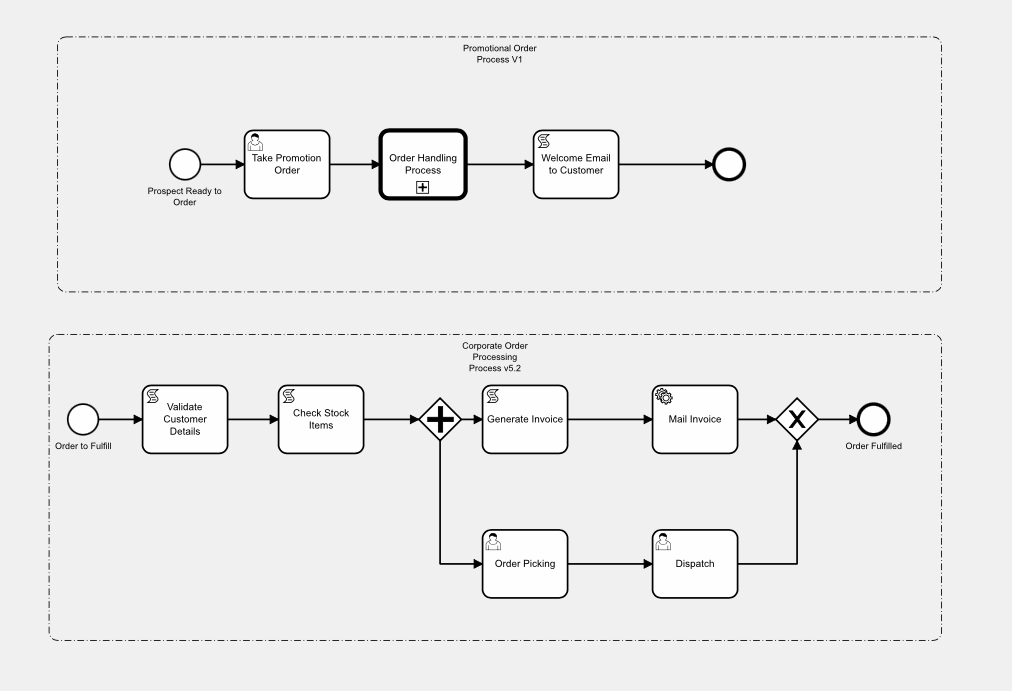 Promotional Order
Process V1
Take Promotion
Order
Order Handling
Process
Welcome Email
to Customer
Prospect Ready to
Order
Corporate Order
Processing
Process v5.2
Validate
Customer
Details
Check Stock
Items
Generate Invoice
Mail Invoice
Order to Fulfill
Order Fulfilled
Order Picking
Dispatch